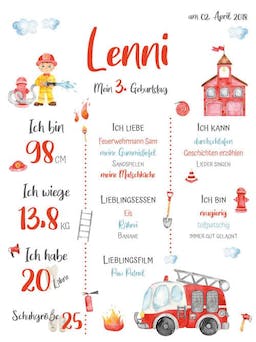 am 02. April 2018
Lenni
Mein 3. Geburtstag
Ich bin
98 CM
Ich wiege
13,8 KG
Ich habe
20 Zähne
Schuhgröße 25
ICH LIEBE
Feuerwehrmann Sam
meine Gummistiefel
SANDSPIELEN
meine Matschküche
LIEBLINGSESSEN
Eis
Rührei
BANANE
LIEBLINGSFILM
Paw Patrol
ICH KANN
durchschlafen
Geschichten erzählen
LIEDER SINGEN
ICH BIN
neugierig
tollpatschig
IMMER GUT GELAUNT